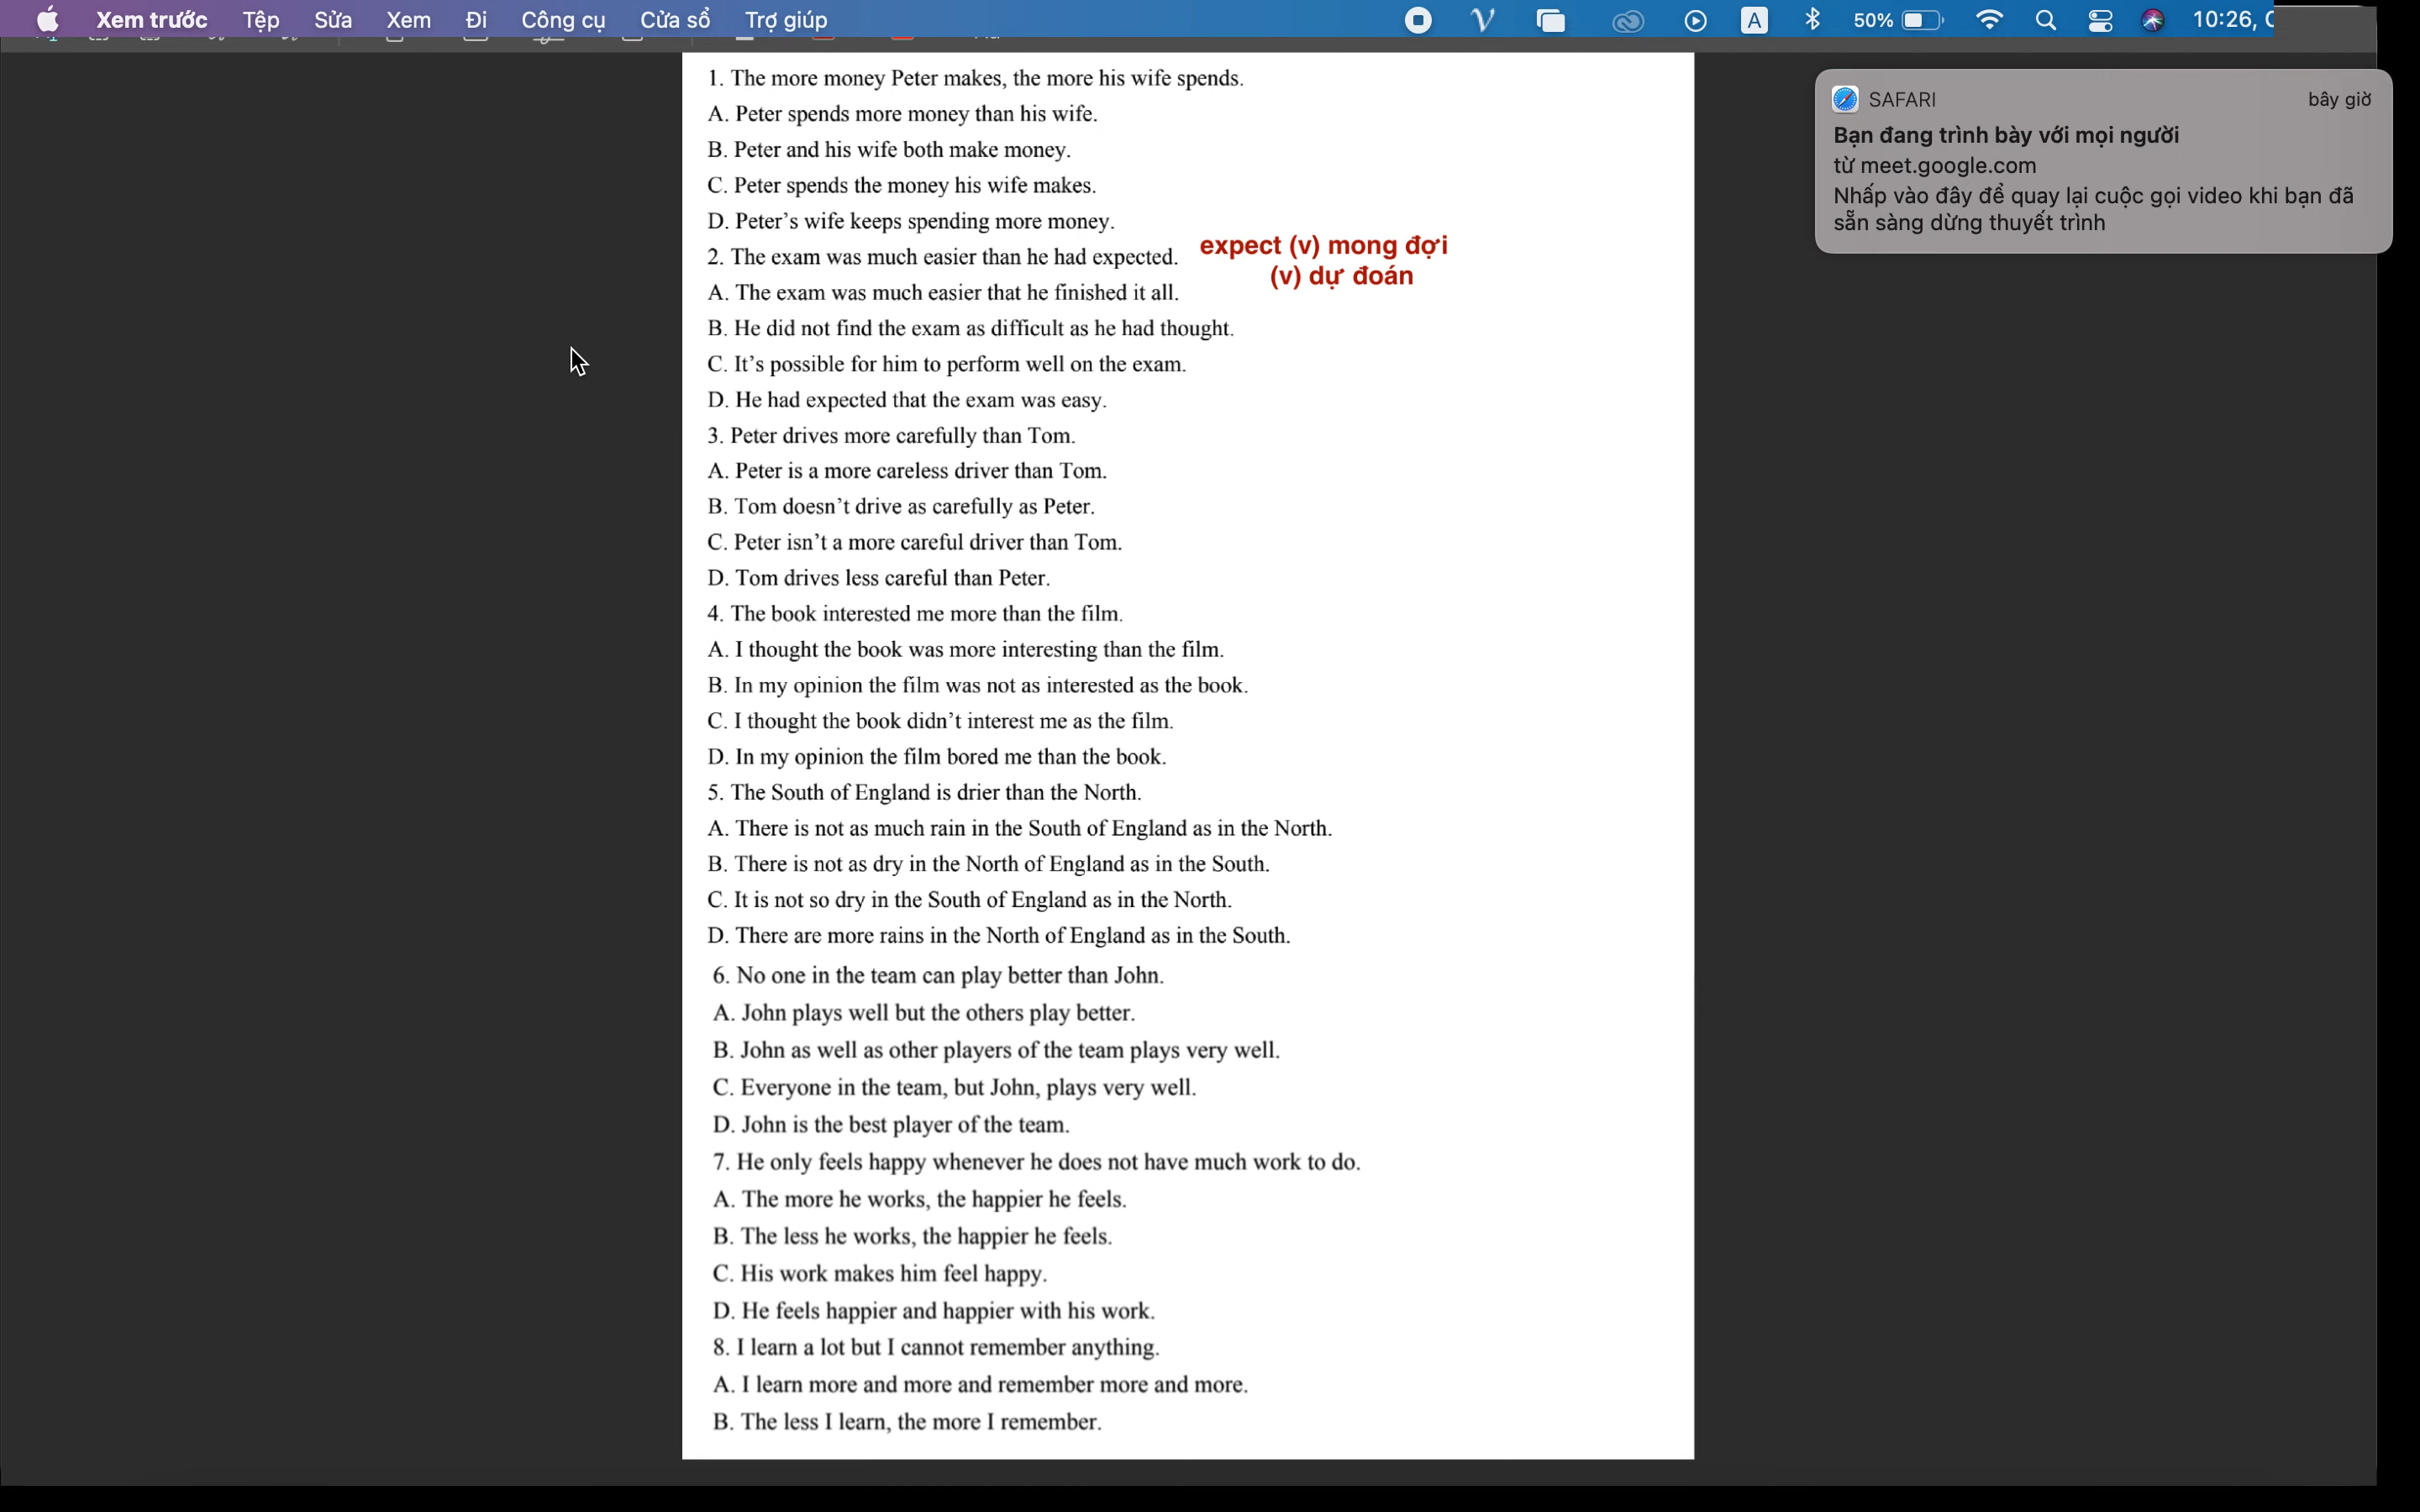 Xem trước Tệp Sửa Xem Đi Công cụ Cửa sổ Trợ giúp A 50% 10:26,
SAFARI bây giờ
Bạn đang trình bày với mọi người
từ meet.google.com
Nhấp vào đây để quay lại cuộc gọi video khi bạn đã
sẵn sàng dừng thuyết trình
1. The more money Peter makes, the more his wife spends.
A. Peter spends more money than his wife.
B. Peter and his wife both make money.
C. Peter spends the money his wife makes.
D. Peter’s wife keeps spending more money.
2. The exam was much easier than he had expected.
expect (v) mong đợi
(v) dự đoán
A. The exam was much easier that he finished it all.
B. He did not find the exam as difficult as he had thought.
C. It’s possible for him to perform well on the exam.
D. He had expected that the exam was easy.
3. Peter drives more carefully than Tom.
A. Peter is a more careless driver than Tom.
B. Tom doesn’t drive as carefully as Peter.
C. Peter isn’t a more careful driver than Tom.
D. Tom drives less careful than Peter.
4. The book interested me more than the film.
A. I thought the book was more interesting than the film.
B. In my opinion the film was not as interested as the book.
C. I thought the book didn’t interest me as the film.
D. In my opinion the film bored me than the book.
5. The South of England is drier than the North.
A. There is not as much rain in the South of England as in the North.
B. There is not as dry in the North of England as in the South.
C. It is not so dry in the South of England as in the North.
D. There are more rains in the North of England as in the South.
6. No one in the team can play better than John.
A. John plays well but the others play better.
B. John as well as other players of the team plays very well.
C. Everyone in the team, but John, plays very well.
D. John is the best player of the team.
7. He only feels happy whenever he does not have much work to do.
A. The more he works, the happier he feels.
B. The less he works, the happier he feels.
C. His work makes him feel happy.
D. He feels happier and happier with his work.
8. I learn a lot but I cannot remember anything.
A. I learn more and more and remember more and more.
B. The less I learn, the more I remember.